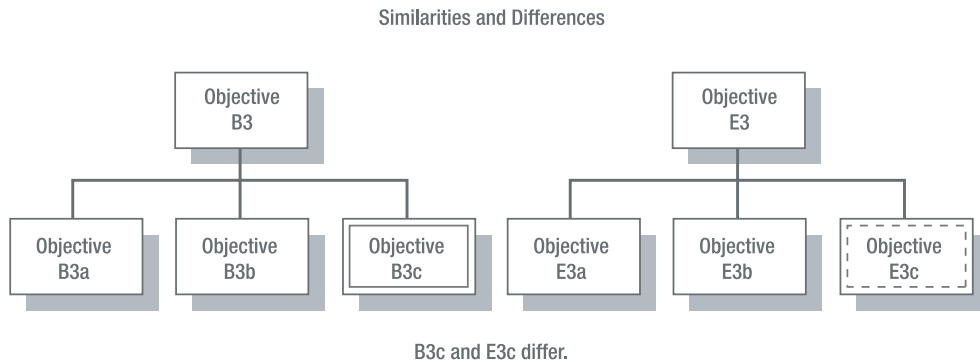 Similarities and Differences
Objective
B3
Objective
E3
Objective
B3a
Objective
B3b
Objective
B3c
Objective
E3a
Objective
E3b
Objective
E3c
B3c and E3c differ.